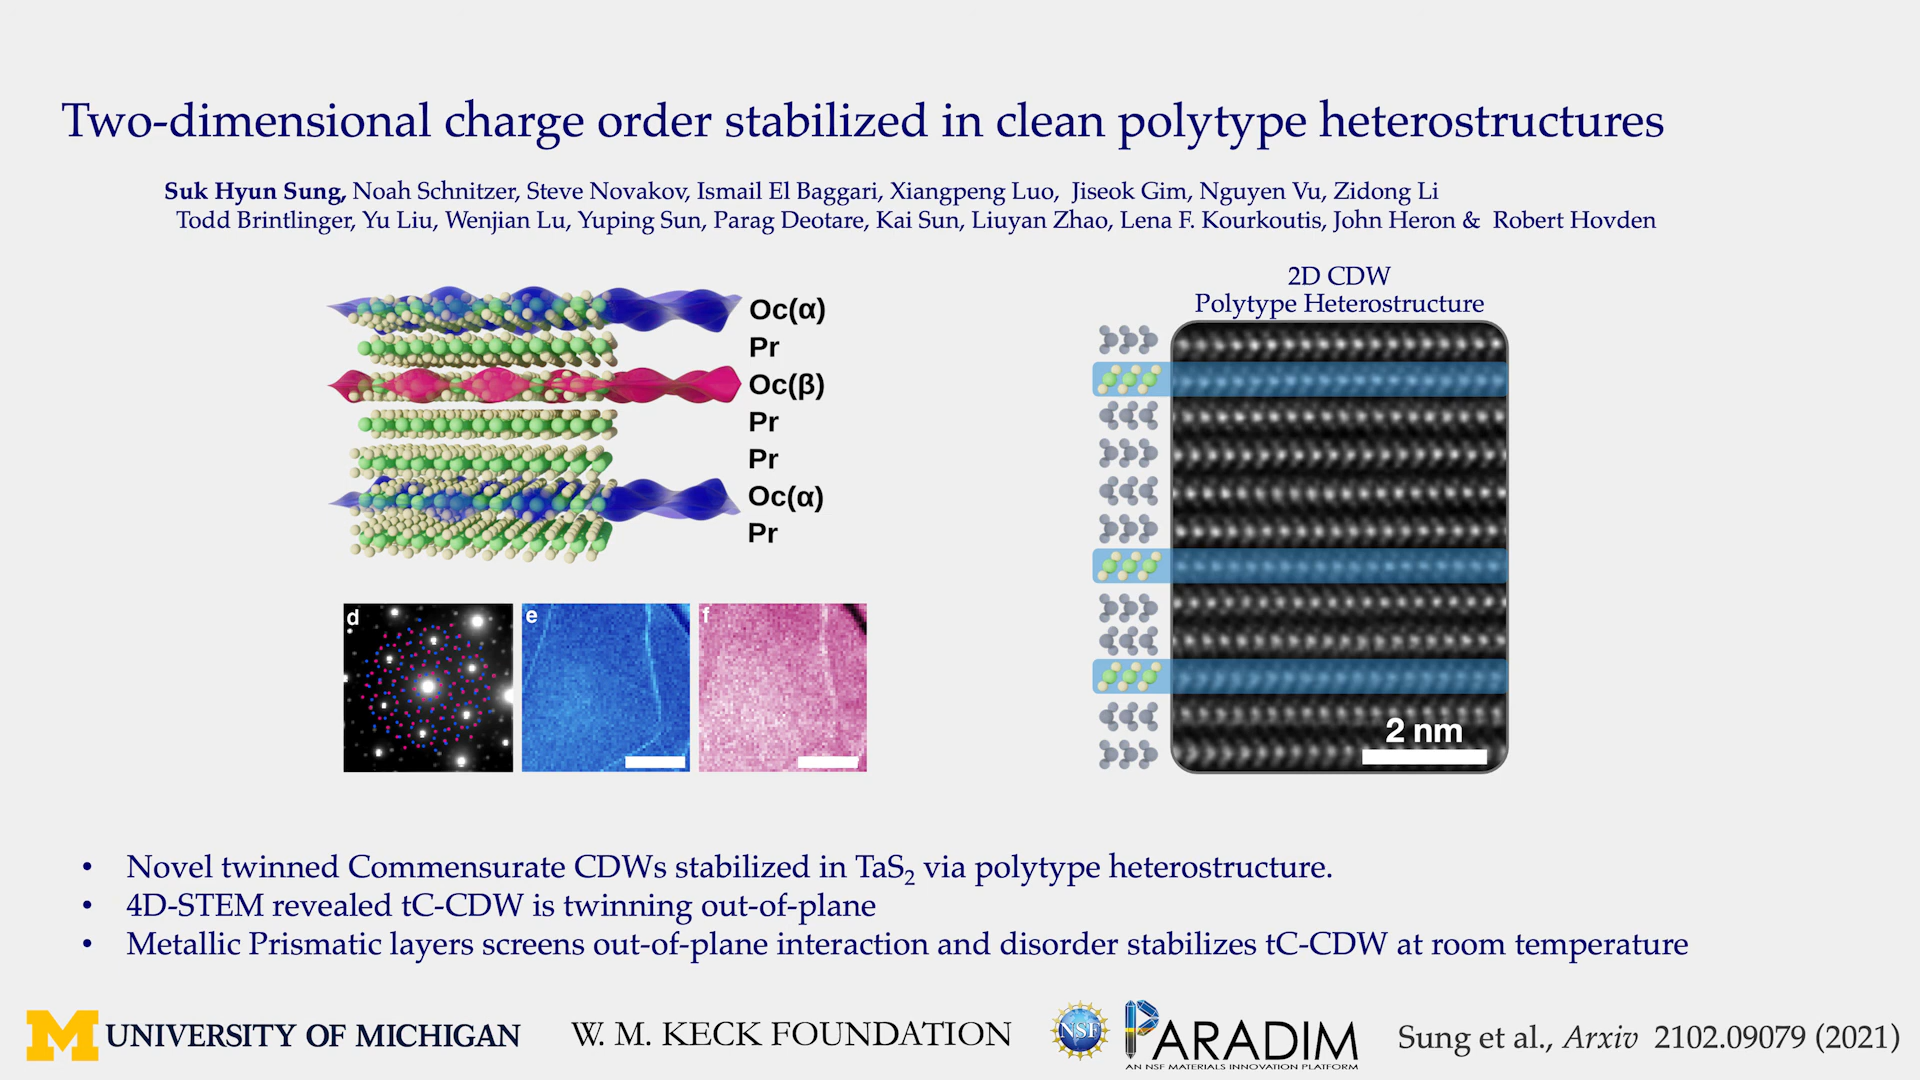 Two-dimensional charge order stabilized in clean polytype heterostructures
Suk Hyun Sung, Noah Schnitzer, Steve Novakov, Ismail El Baggari, Xiangpeng Luo, Jiseok Gim, Nguyen Vu, Zidong Li
Todd Brintlinger, Yu Liu, Wenjian Lu, Yuping Sun, Parag Deotare, Kai Sun, Liuyan Zhao, Lena F. Kourkoutis, John Heron & Robert Hovden
Oc(α)
Pr
Oc(β)
Pr
Pr
Oc(α)
Pr
d
e
f
2D CDW
Polytype Heterostructure
2 nm
• Novel twinned Commensurate CDWs stabilized in TaS₂ via polytype heterostructure.
• 4D-STEM revealed tC-CDW is twinning out-of-plane
• Metallic Prismatic layers screens out-of-plane interaction and disorder stabilizes tC-CDW at room temperature
M UNIVERSITY OF MICHIGAN
W. M. KECK FOUNDATION
NSF
PARADIM
AN NSF MATERIALS INNOVATION PLATFORM
Sung et al., Arxiv 2102.09079 (2021)